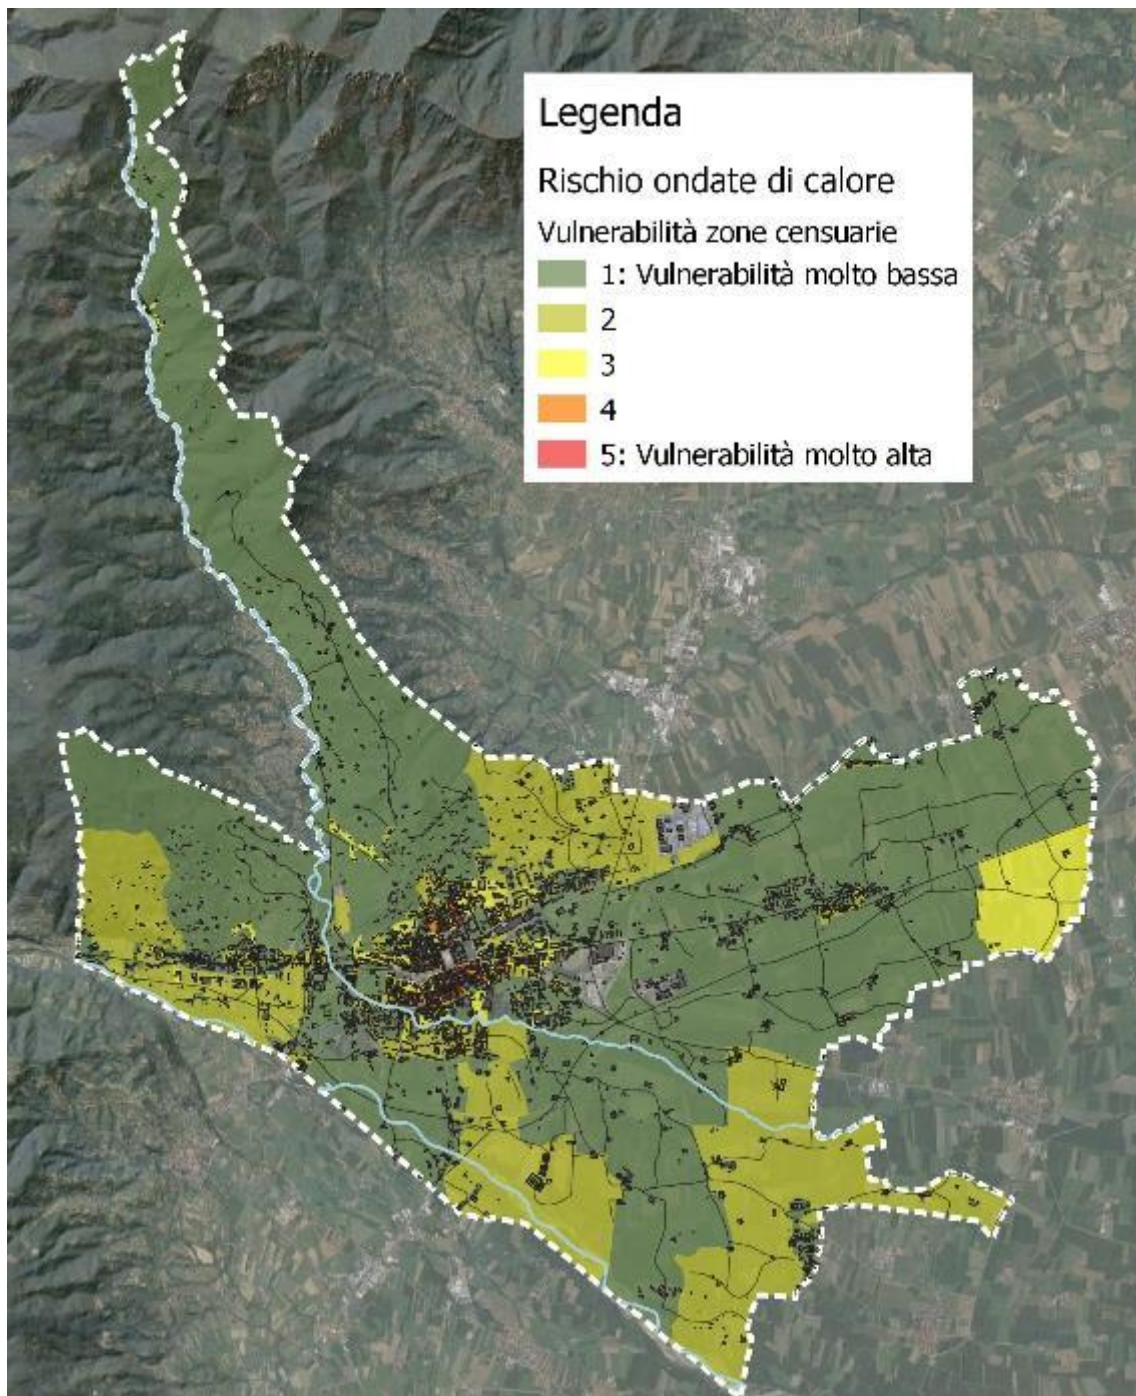 Legenda
Rischio ondate di calore
Vulnerabilità zone censuarie
1: Vulnerabilità molto bassa
2
3
4
5: Vulnerabilità molto alta